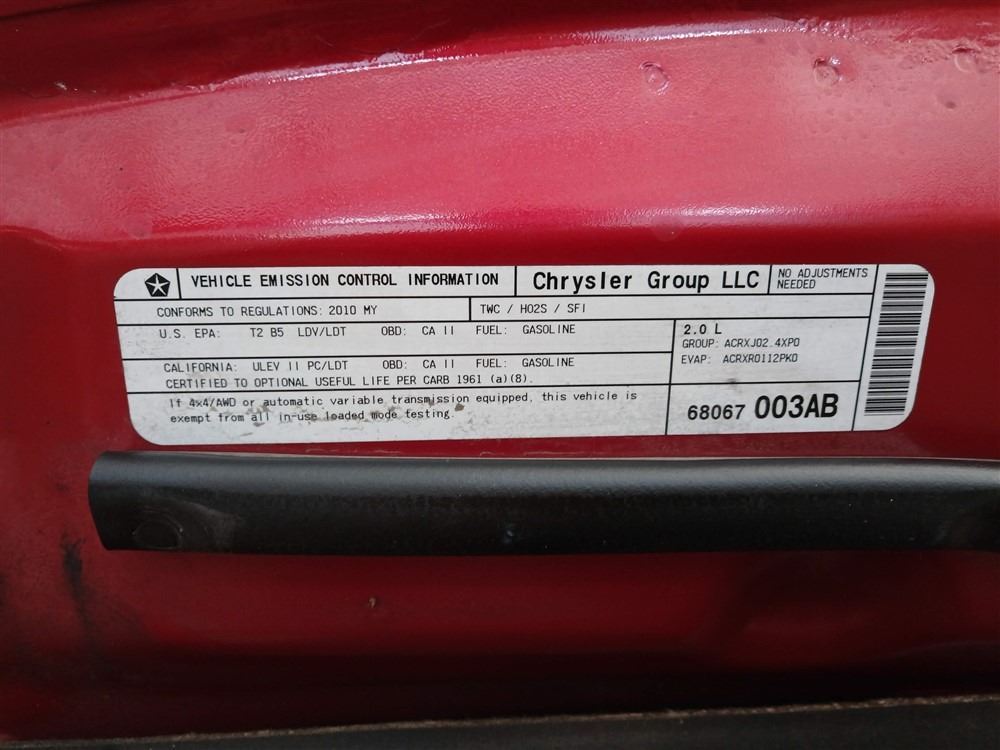 VEHICLE EMISSION CONTROL INFORMATION
Chrysler Group LLC
NO ADJUSTMENTS
NEEDED
CONFORMS TO REGULATIONS: 2010 MY
TWC / HO2S / SFI
U.S. EPA: T2 B5 LDV/LDT OBD: CA II FUEL: GASOLINE
CALIFORNIA: ULEV II PC/LDT OBD: CA II FUEL: GASOLINE
CERTIFIED TO OPTIONAL USEFUL LIFE PER CARB 1961 (a)(8).
2.0 L
GROUP: ACRXJ02.4XP0
EVAP: ACRXR0112PK0
If 4x4/AWD or automatic variable transmission equipped, this vehicle is
exempt from all in-use loaded mode testing.
68067 003AB